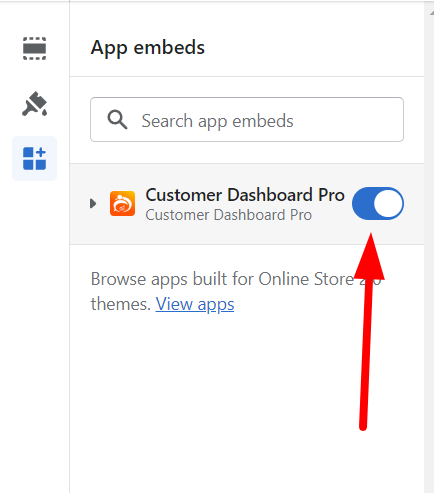 App embeds
Search app embeds
Customer Dashboard Pro
Customer Dashboard Pro
Browse apps built for Online Store 2.0
themes. View apps